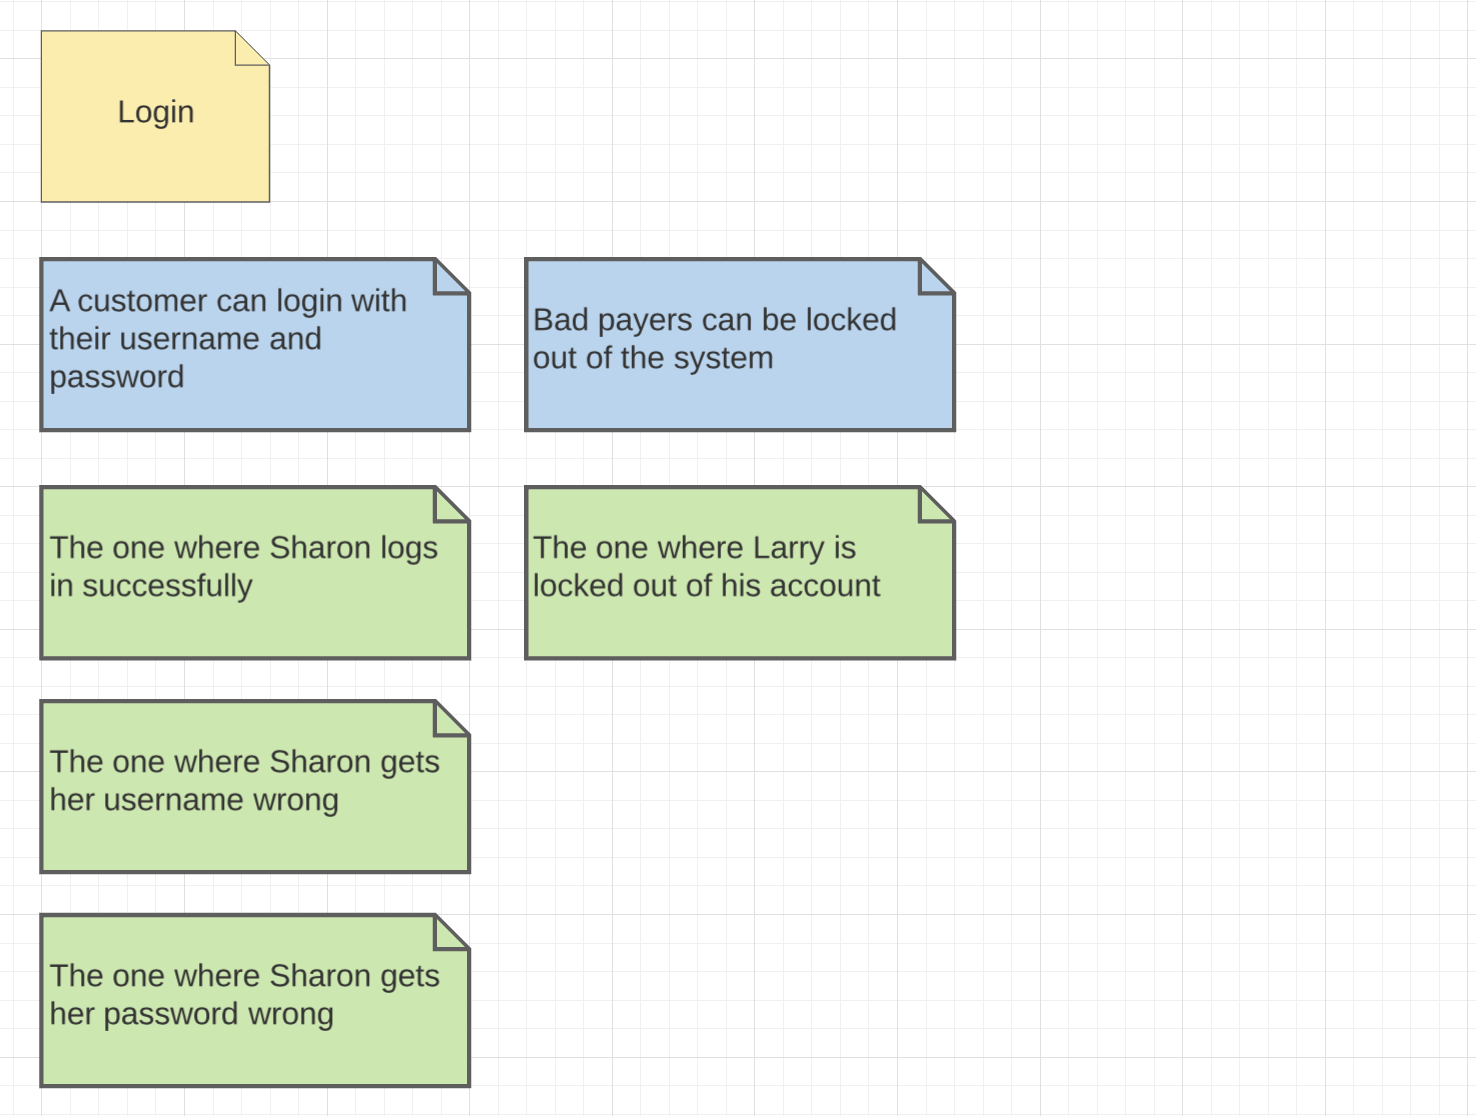 Login
A customer can login with
their username and
password
Bad payers can be locked
out of the system
The one where Sharon logs
in successfully
The one where Larry is
locked out of his account
The one where Sharon gets
her username wrong
The one where Sharon gets
her password wrong